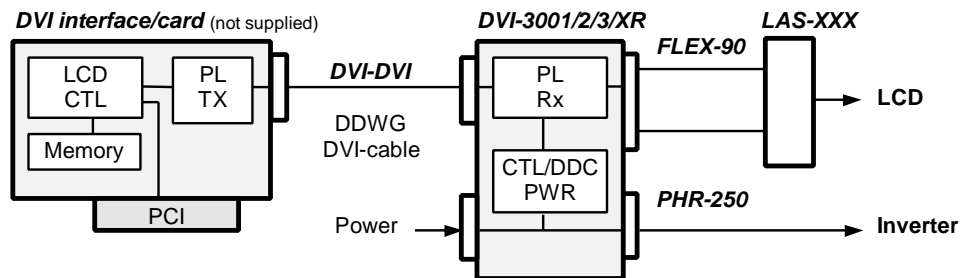 DVI interface/card (not supplied)
LCD
CTL
PL
TX
Memory
PCI
DVI-DVI
DDWG
DVI-cable
Power
DVI-3001/2/3/XR
PL
Rx
CTL/DDC
PWR
FLEX-90
PHR-250
LAS-XXX
LCD
Inverter